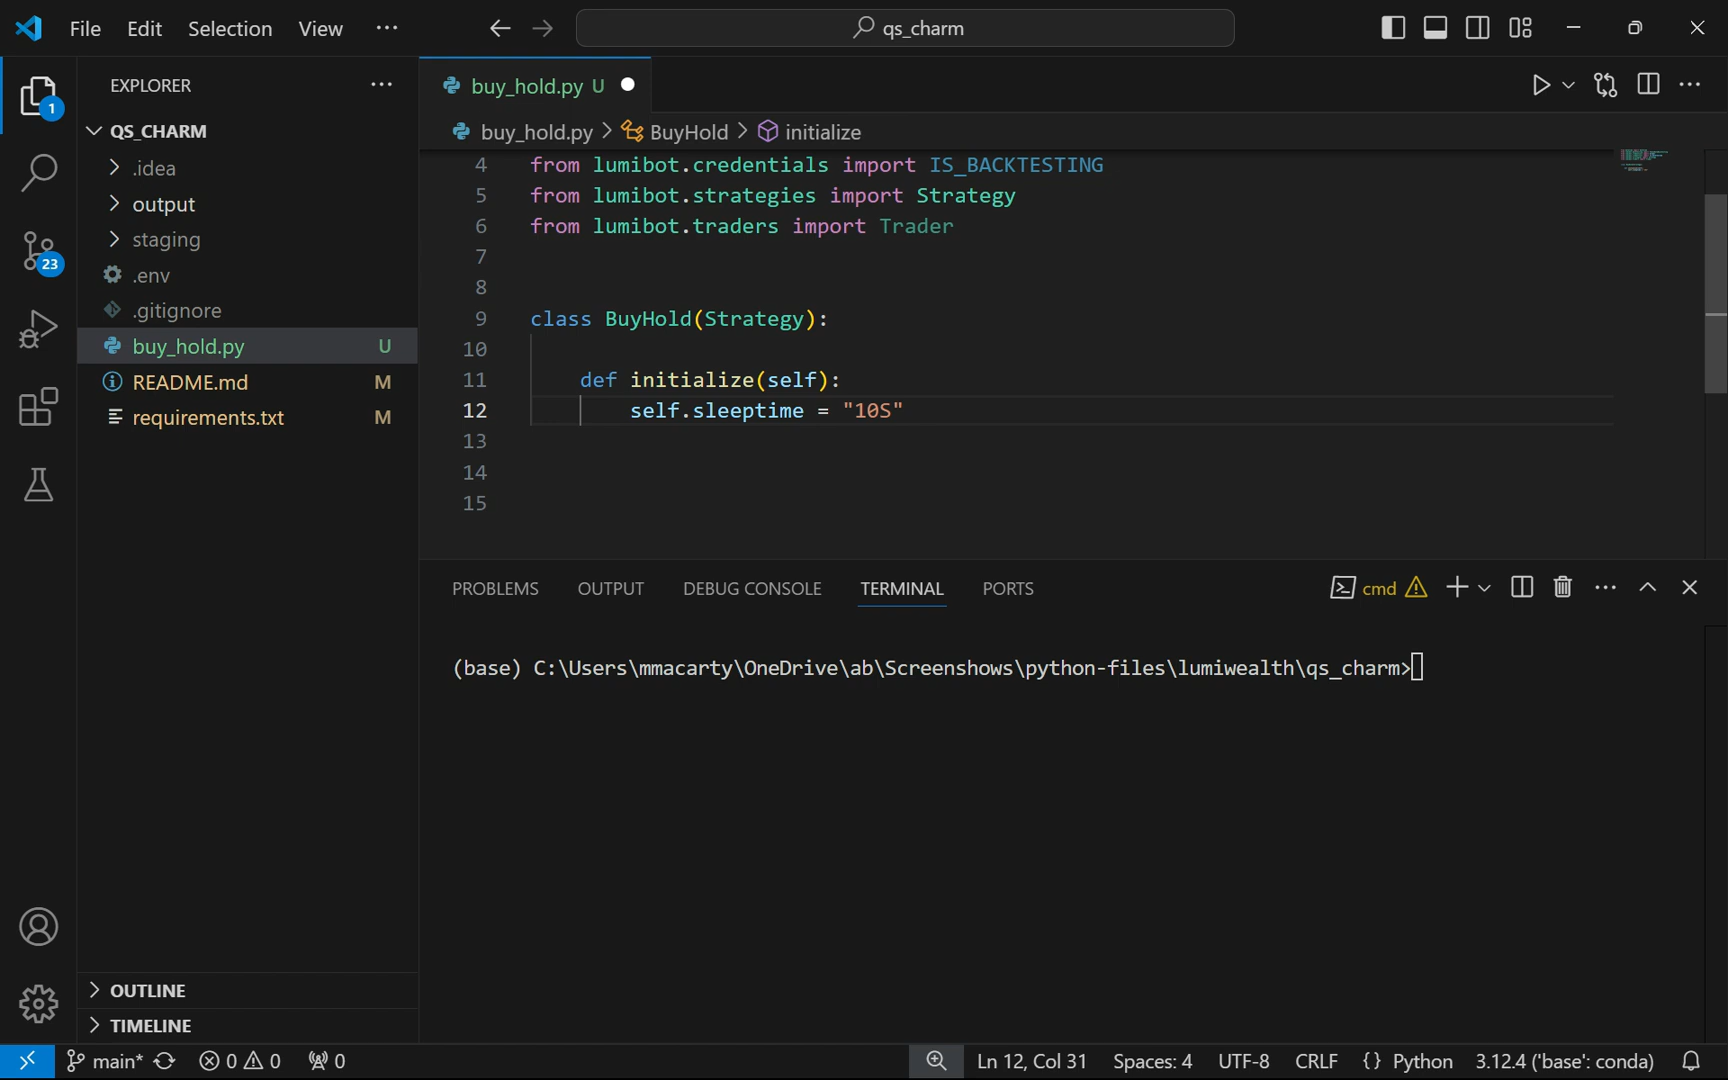 File Edit Selection View ··· qs_charm
EXPLORER ···
QS_CHARM
.idea
output
staging
.env
.gitignore
buy_hold.py U
README.md M
requirements.txt M
OUTLINE
TIMELINE
1
23
buy_hold.py U
buy_hold.py > BuyHold > initialize
4 from lumibot.credentials import IS_BACKTESTING
5 from lumibot.strategies import Strategy
6 from lumibot.traders import Trader
7
8
9 class BuyHold(Strategy):
10
11 def initialize(self):
12 self.sleeptime = "10S"
13
14
15
PROBLEMS OUTPUT DEBUG CONSOLE TERMINAL PORTS cmd
(base) C:\Users\mmacarty\OneDrive\ab\Screenshows\python-files\lumiwealth\qs_charm>
main* 0 0 0 Ln 12, Col 31 Spaces: 4 UTF-8 CRLF {} Python 3.12.4 ('base': conda)